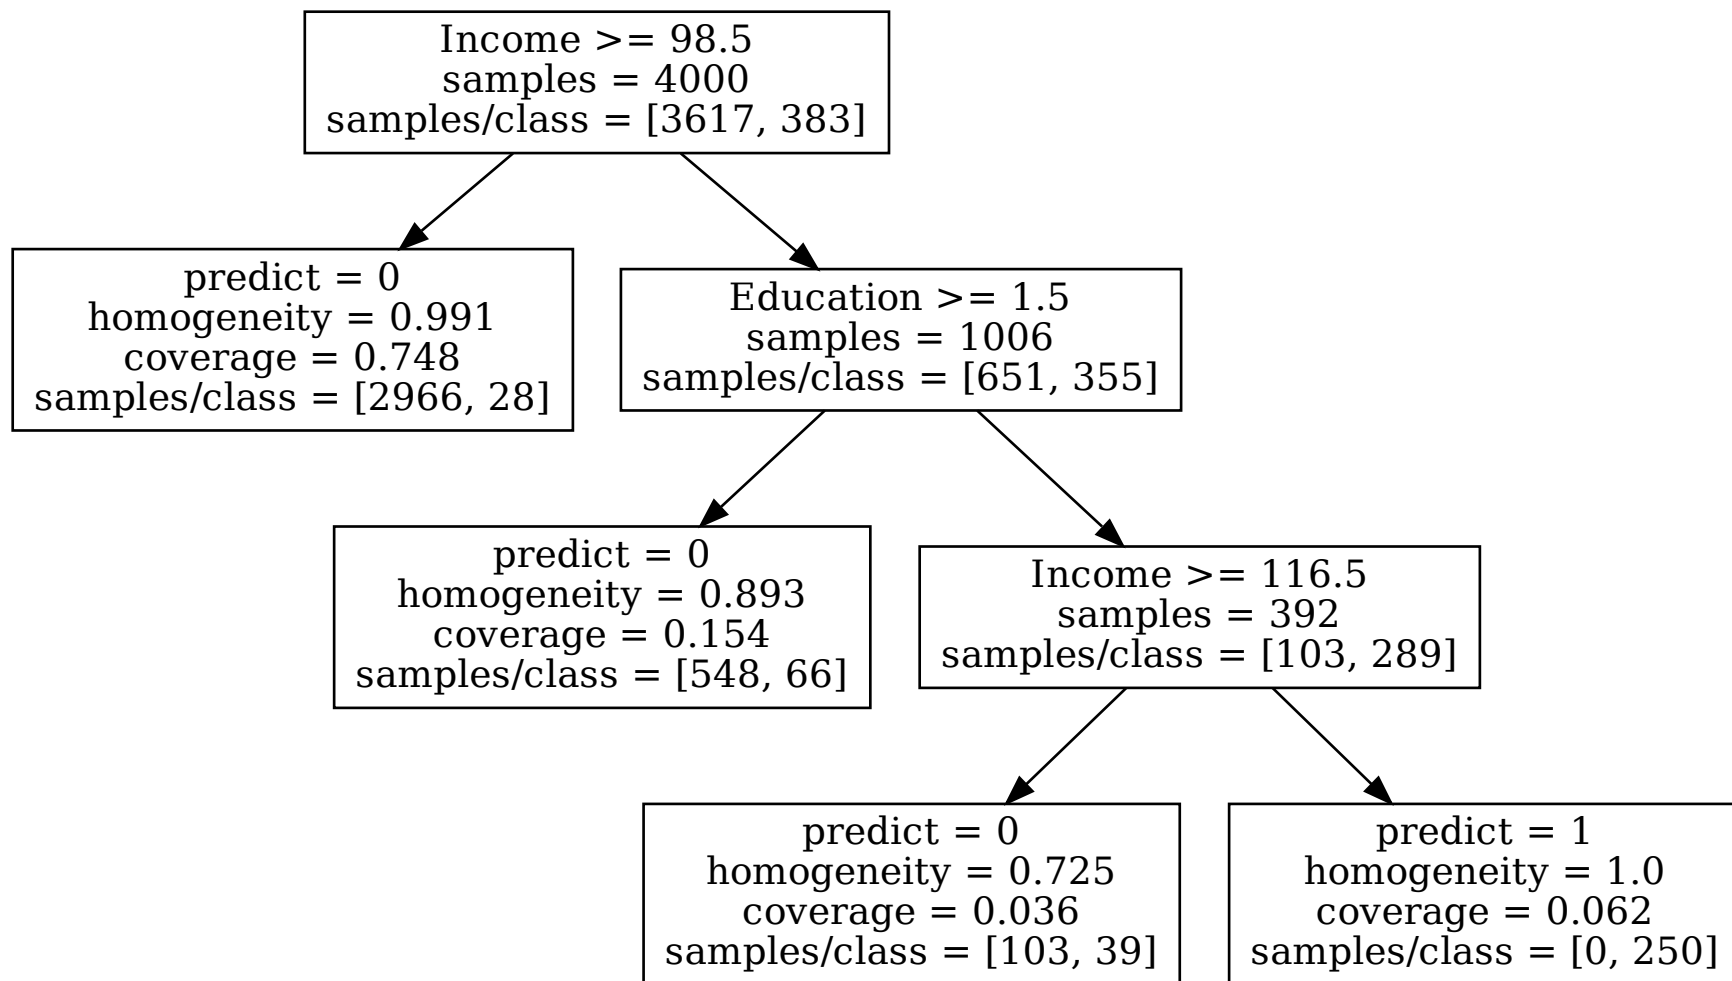 Income >= 98.5
samples = 4000
samples/class = [3617, 383]
predict = 0
homogeneity = 0.991
coverage = 0.748
samples/class = [2966, 28]
Education >= 1.5
samples = 1006
samples/class = [651, 355]
predict = 0
homogeneity = 0.893
coverage = 0.154
samples/class = [548, 66]
Income >= 116.5
samples = 392
samples/class = [103, 289]
predict = 0
homogeneity = 0.725
coverage = 0.036
samples/class = [103, 39]
predict = 1
homogeneity = 1.0
coverage = 0.062
samples/class = [0, 250]